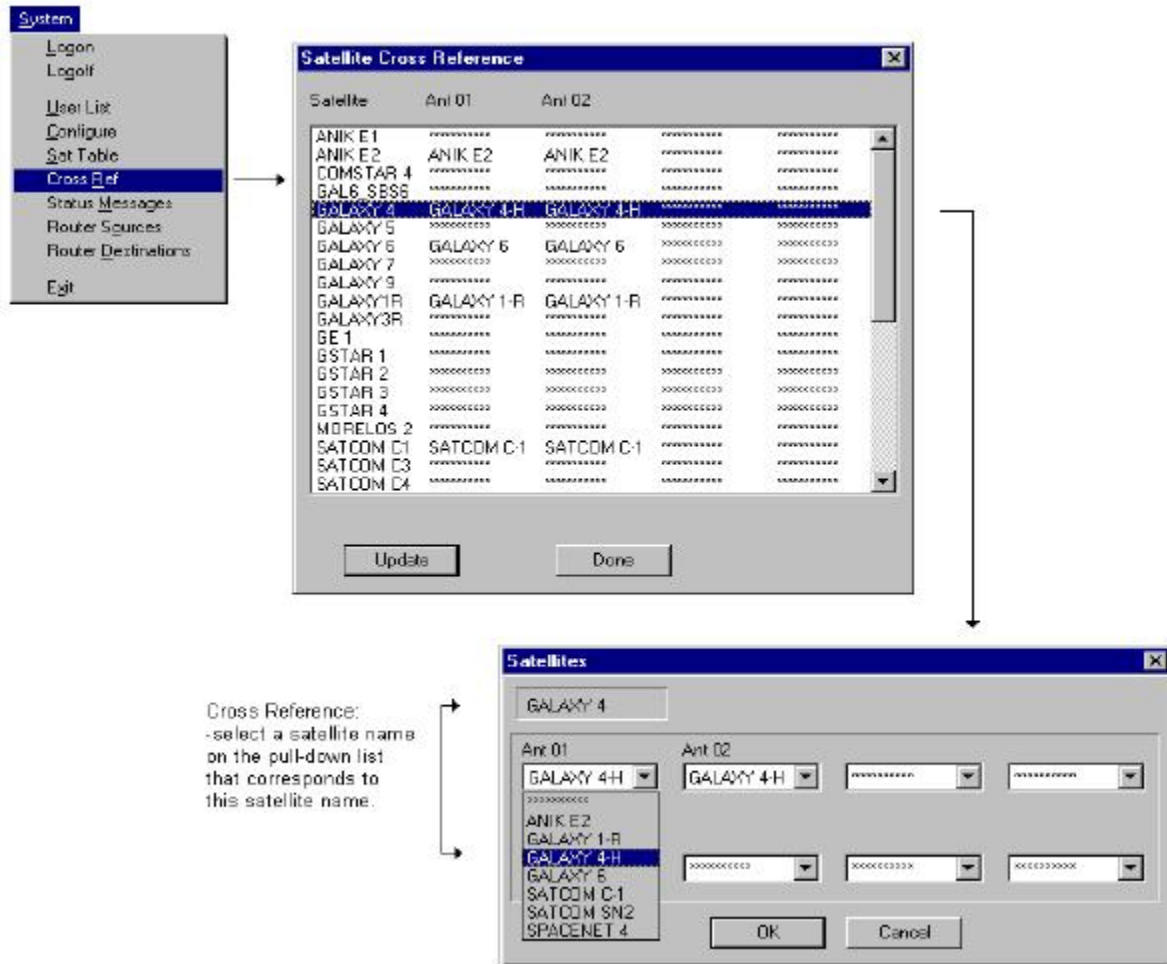 System
Logon
Logoff
User List
Configure
Sat Table
Cross Ref
Status Messages
Router Sources
Router Destinations
Exit
Satellite Cross Reference
Satellite Ant 01 Ant 02
ANIK E1 ********** ********** ********** **********
ANIK E2 ANIK E2 ANIK E2 ********** **********
COMSTAR 4 ********** ********** ********** **********
GAL6_SBS6 ********** ********** ********** **********
GALAXY 4 GALAXY 4-H GALAXY 4-H ********** **********
GALAXY 5 ********** ********** ********** **********
GALAXY 6 GALAXY 6 GALAXY 6 ********** **********
GALAXY 7 ********** ********** ********** **********
GALAXY 9 ********** ********** ********** **********
GALAXY1R GALAXY 1-R GALAXY 1-R ********** **********
GALAXY3R ********** ********** ********** **********
GE 1 ********** ********** ********** **********
GSTAR 1 ********** ********** ********** **********
GSTAR 2 ********** ********** ********** **********
GSTAR 3 ********** ********** ********** **********
GSTAR 4 ********** ********** ********** **********
MORELOS 2 ********** ********** ********** **********
SATCOM C1 SATCOM C-1 SATCOM C-1 ********** **********
SATCOM C3 ********** ********** ********** **********
SATCOM C4 ********** ********** ********** **********
Update Done
Cross Reference:
-select a satellite name
on the pull-down list
that corresponds to
this satellite name.
Satellites
GALAXY 4
Ant 01 Ant 02
GALAXY 4-H GALAXY 4-H ********** **********
**********
ANIK E2
GALAXY 1-R
GALAXY 4-H
GALAXY 6
SATCOM C-1
SATCOM SN2
SPACENET 4
********** ********** **********
OK Cancel